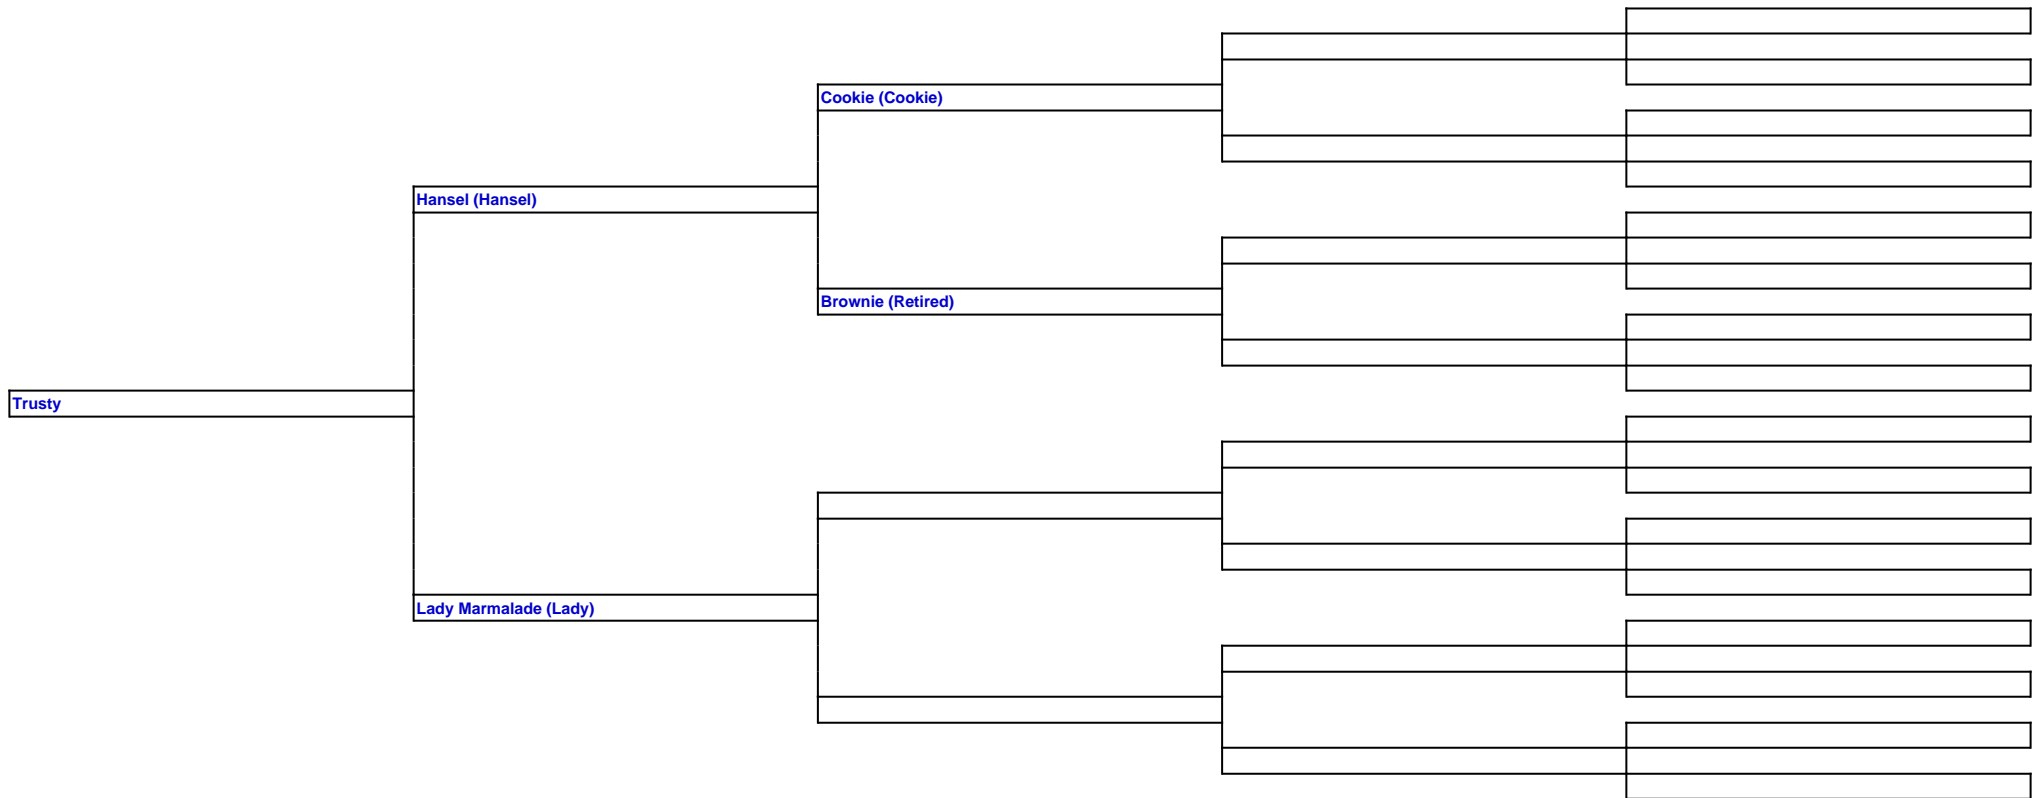 Cookie (Cookie)
Hansel (Hansel)
Brownie (Retired)
Trusty
Lady Marmalade (Lady)